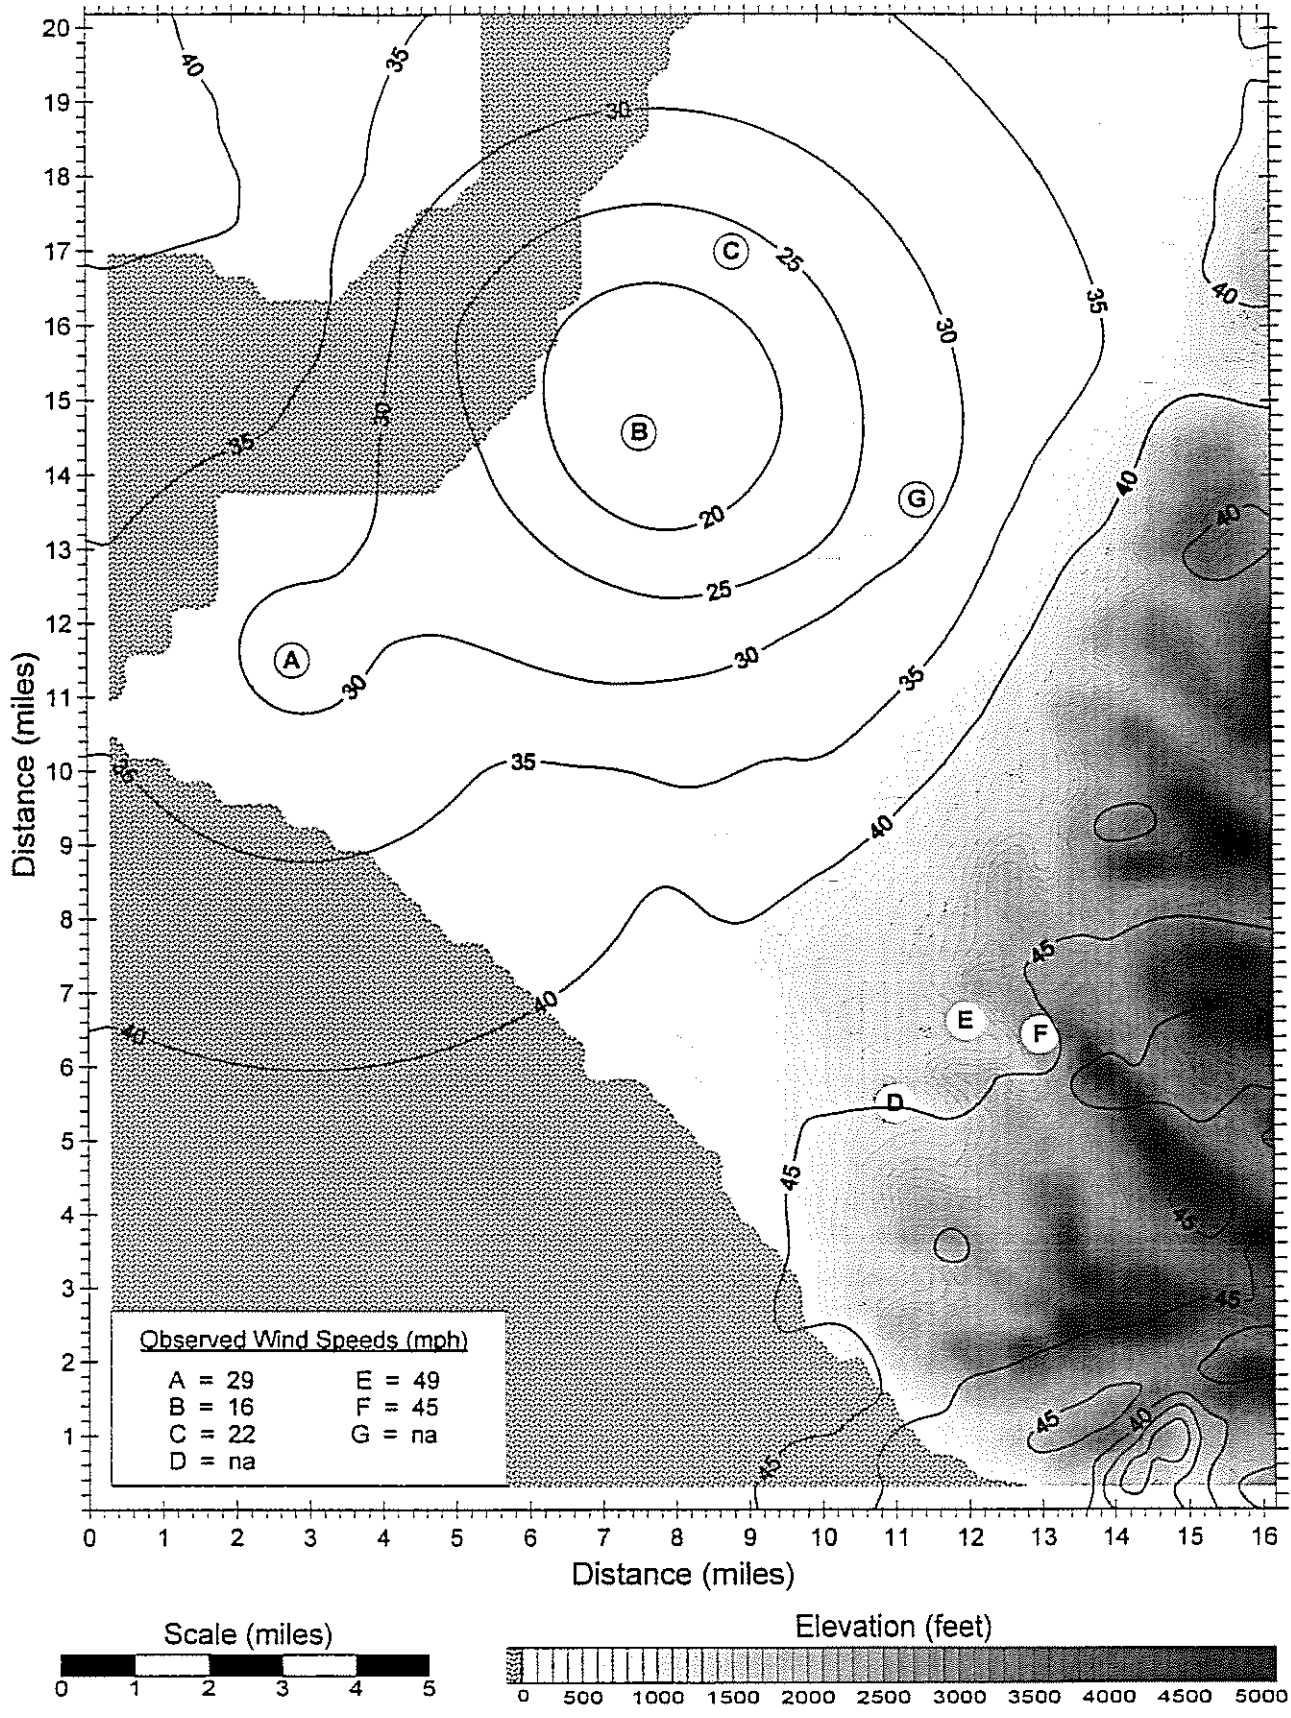 20
19
18
17
16
15
14
13
12
11
10
9
8
7
6
5
4
3
2
1
Distance (miles)
40
35
30
25
35
30
40
30
35
20
25
30
35
40
40
30
35
35
40
40
40
45
45
45
45
45
45
40
A
B
C
D
E
F
G
Observed Wind Speeds (mph)
A = 29 E = 49
B = 16 F = 45
C = 22 G = na
D = na
0 1 2 3 4 5 6 7 8 9 10 11 12 13 14 15 16
Distance (miles)
Scale (miles)
0 1 2 3 4 5
Elevation (feet)
0 500 1000 1500 2000 2500 3000 3500 4000 4500 5000